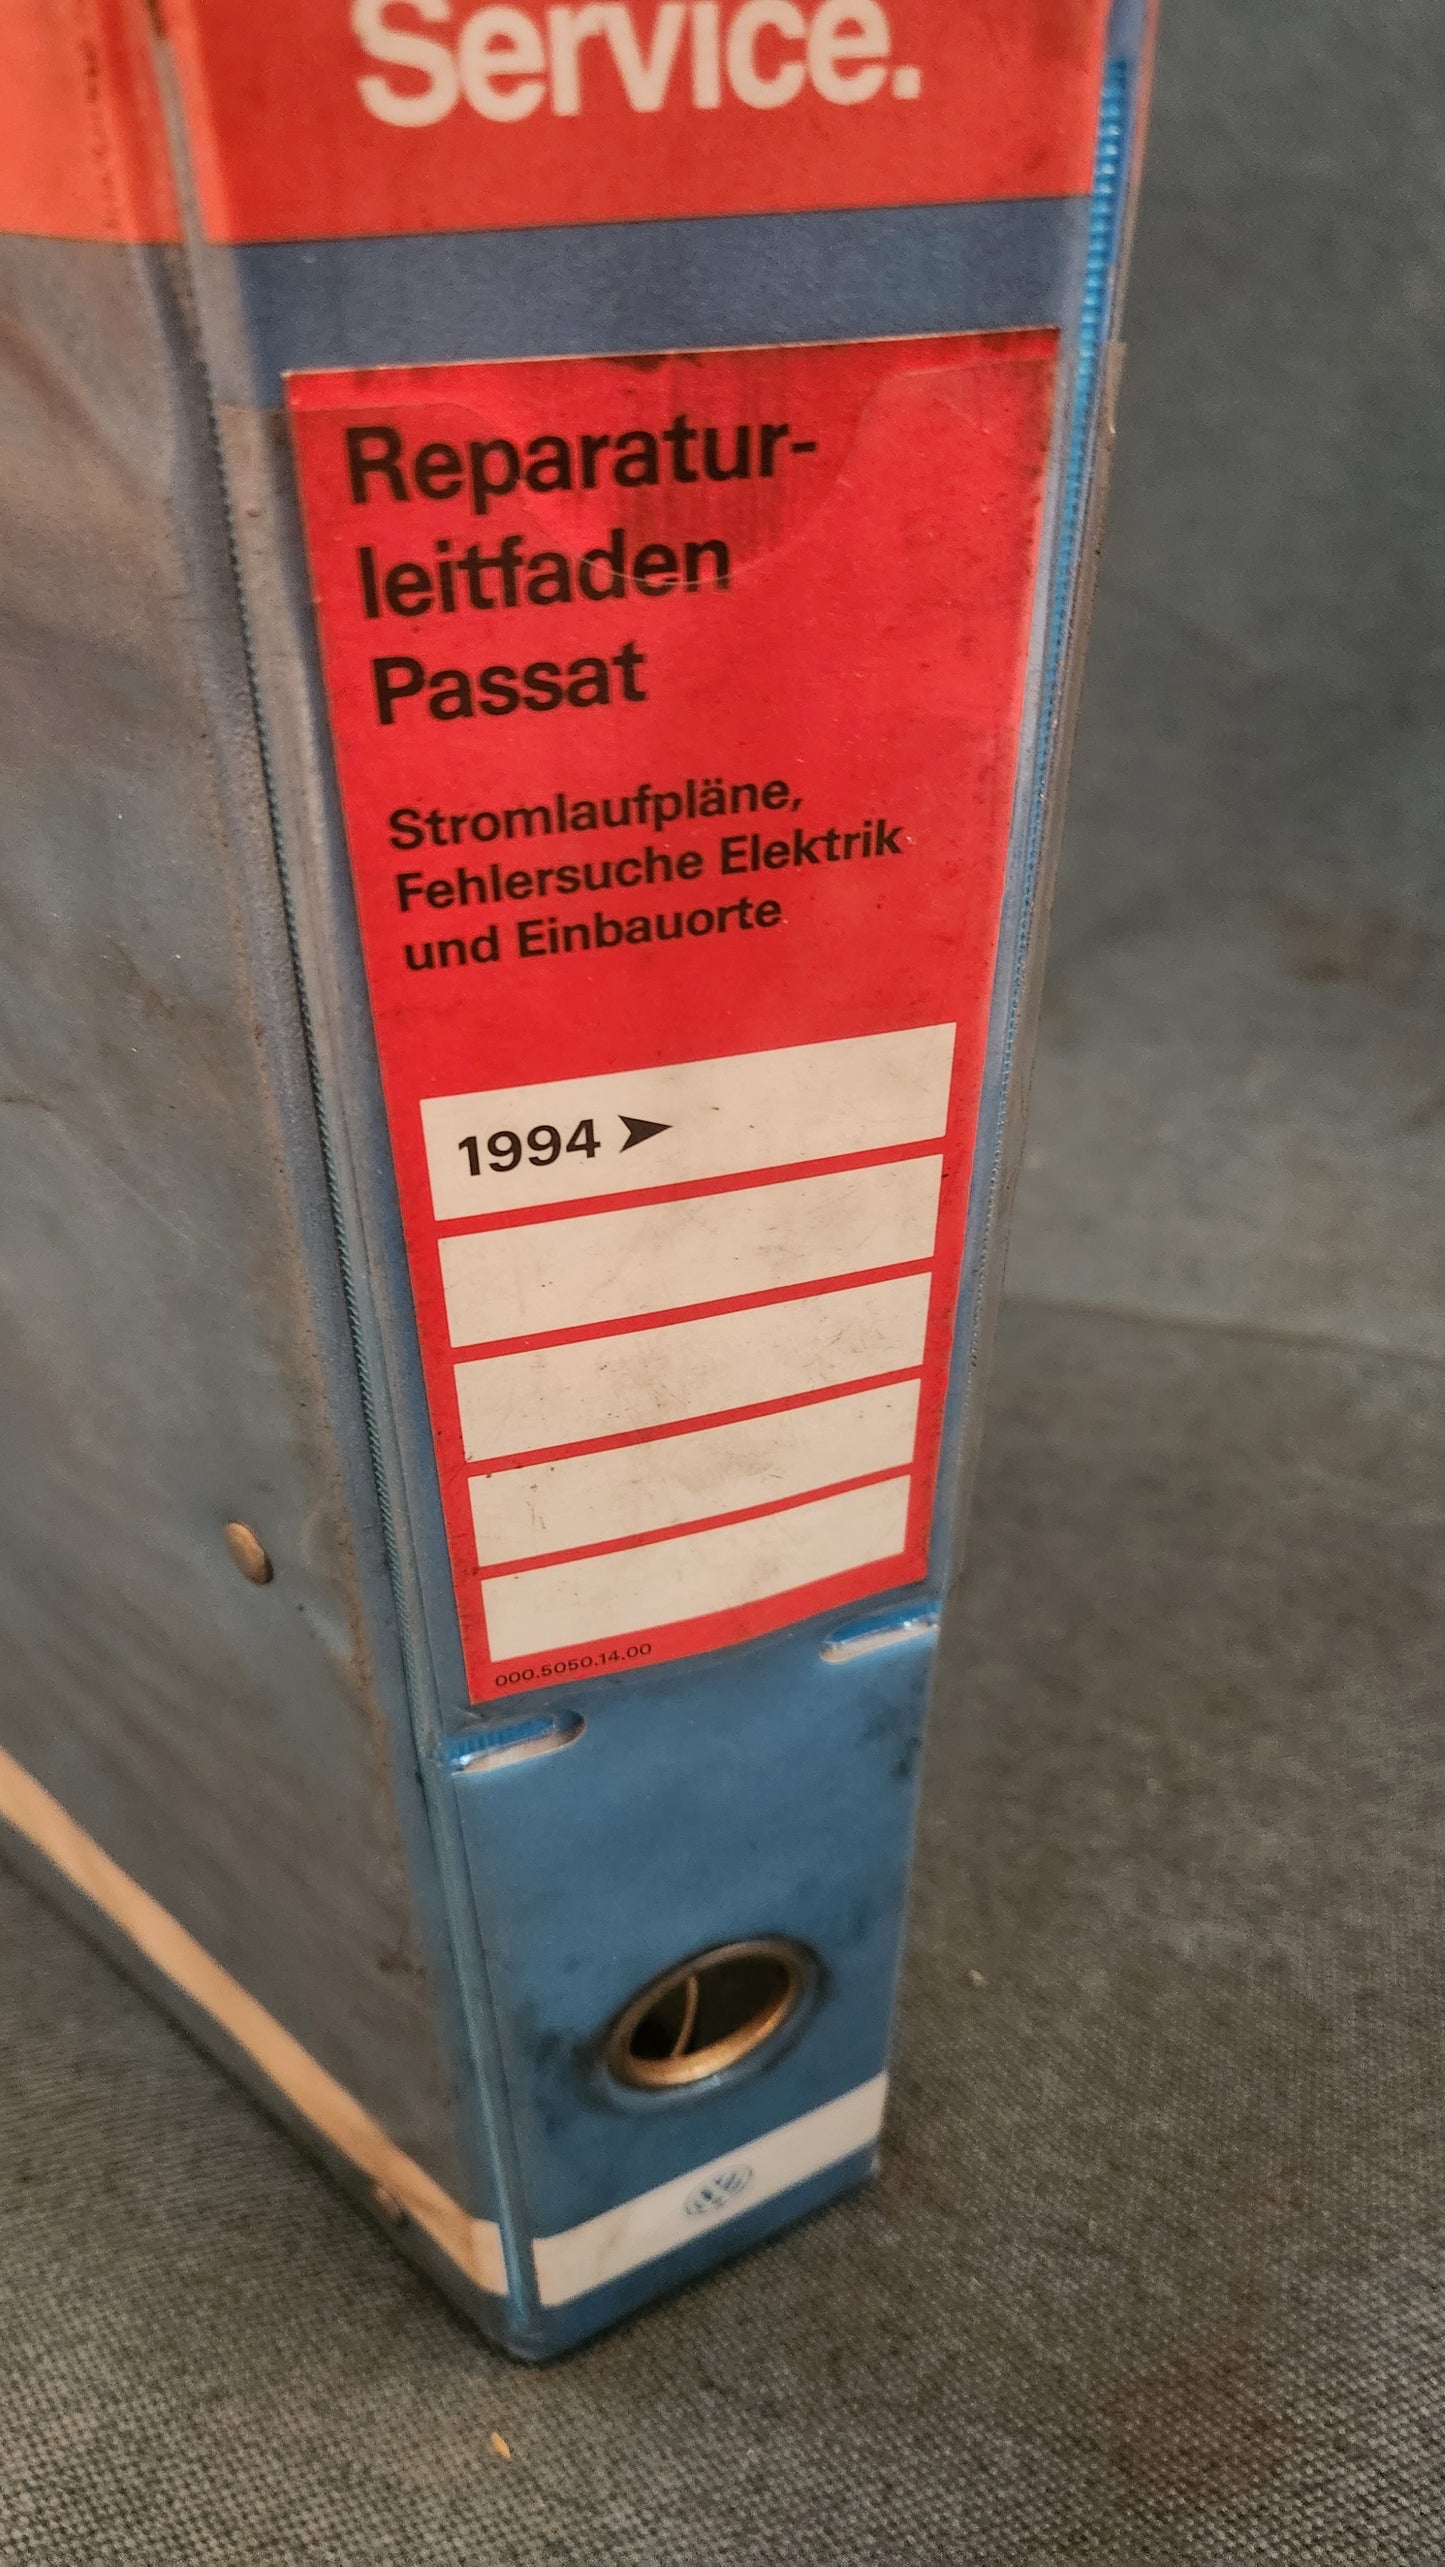 Service.
Reparatur-
leitfaden
Passat
Stromlaufpläne,
Fehlersuche Elektrik
und Einbauorte
1994 ➤
000.5050.14.00